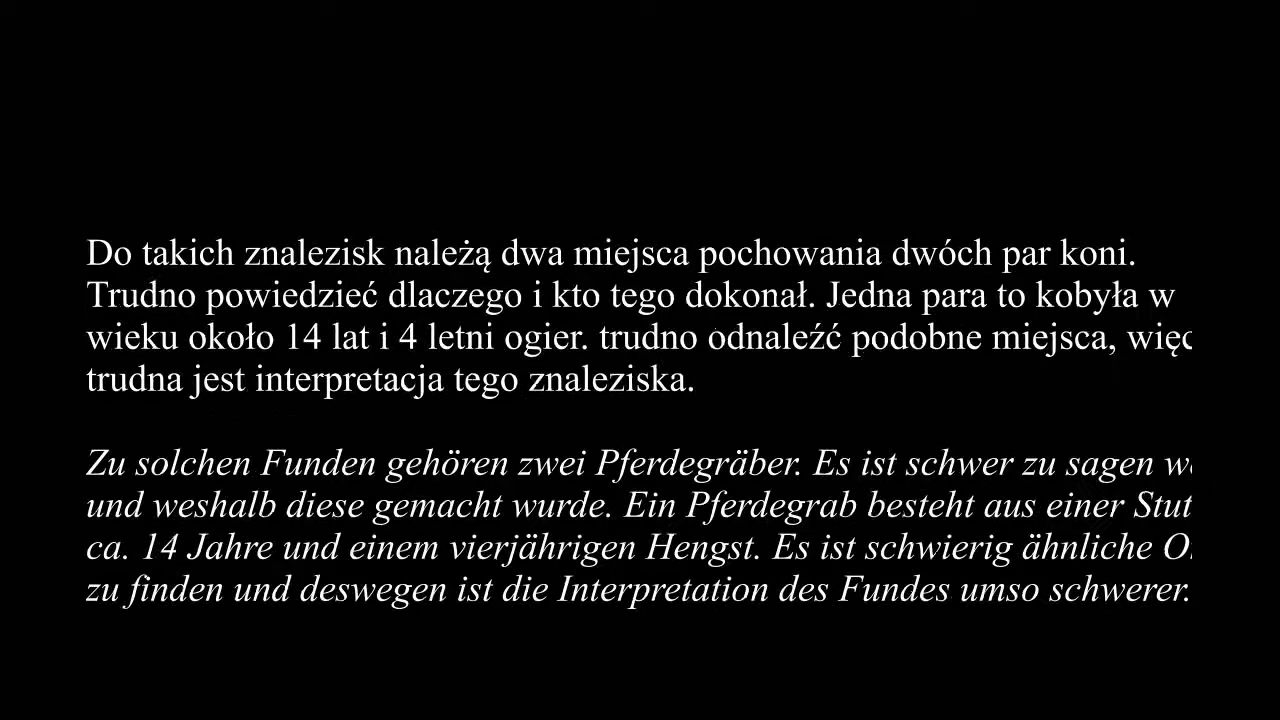 Do takich znalezisk należą dwa miejsca pochowania dwóch par koni.
Trudno powiedzieć dlaczego i kto tego dokonał. Jedna para to kobyła w
wieku około 14 lat i 4 letni ogier. trudno odnaleźć podobne miejsca, więc
trudna jest interpretacja tego znaleziska.
Zu solchen Funden gehören zwei Pferdegräber. Es ist schwer zu sagen
und weshalb diese gemacht wurde. Ein Pferdegrab besteht aus einer
ca. 14 Jahre und einem vierjährigen Hengst. Es ist schwierig ähnliche
zu finden und deswegen ist die Interpretation des Fundes umso schwerer.